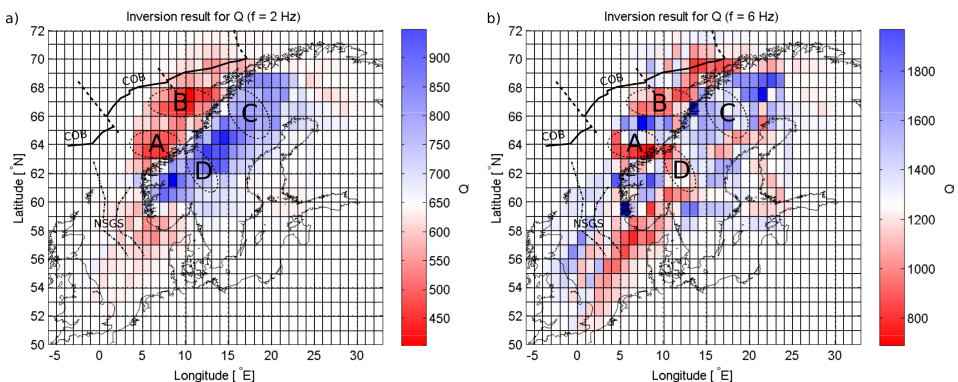 a)
Inversion result for Q (f = 2 Hz)
72
70
68
66
64
62
60
58
56
54
52
50
Latitude [ °N]
-5
0
5
10
15
20
25
30
Longitude [ °E]
COB
COB
NSGS
A
B
C
D
900
850
800
750
700
650
600
550
500
450
Q
b)
Inversion result for Q (f = 6 Hz)
72
70
68
66
64
62
60
58
56
54
52
50
Latitude [ °N]
-5
0
5
10
15
20
25
30
Longitude [ °E]
COB
COB
NSGS
A
B
C
D
1800
1600
1400
1200
1000
800
Q